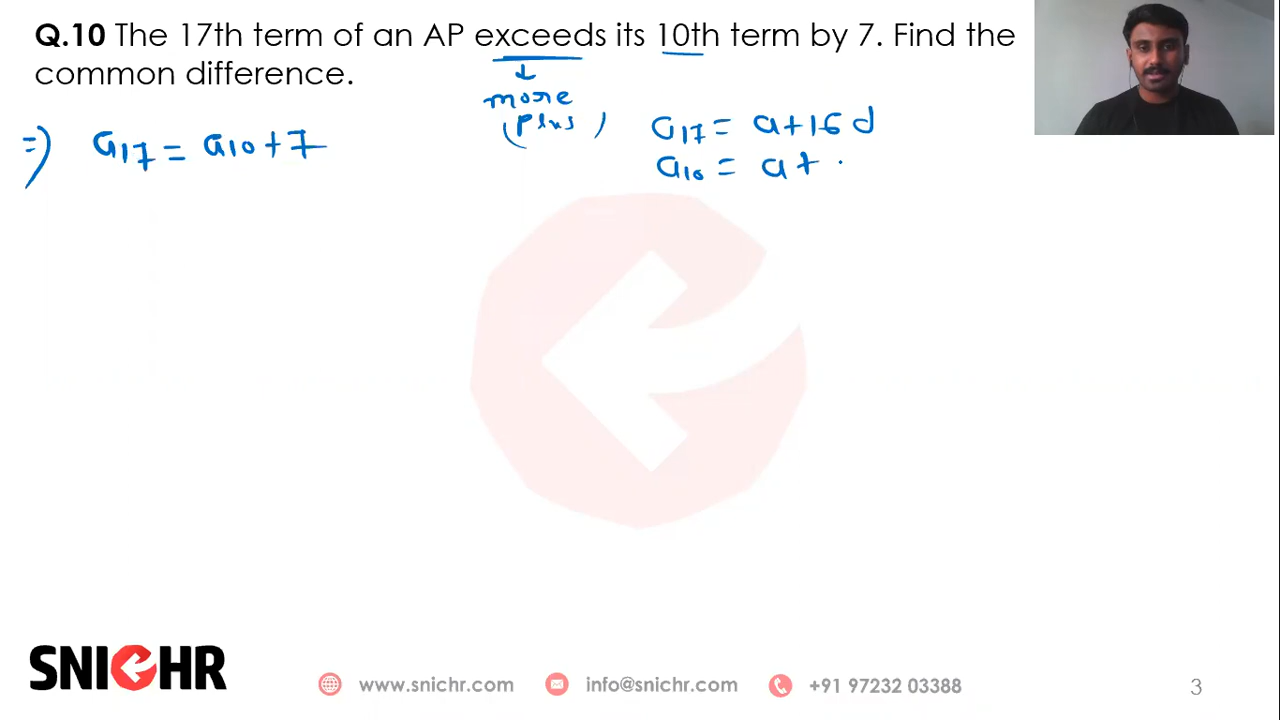 Q.10 The 17th term of an AP exceeds its 10th term by 7. Find the
common difference.
↓
more
(plus)
⇒) a17 = a10 + 7
a17 = a + 16 d
a10 = a +
SNICHR
www.snichr.com
info@snichr.com
+91 97232 03388
3